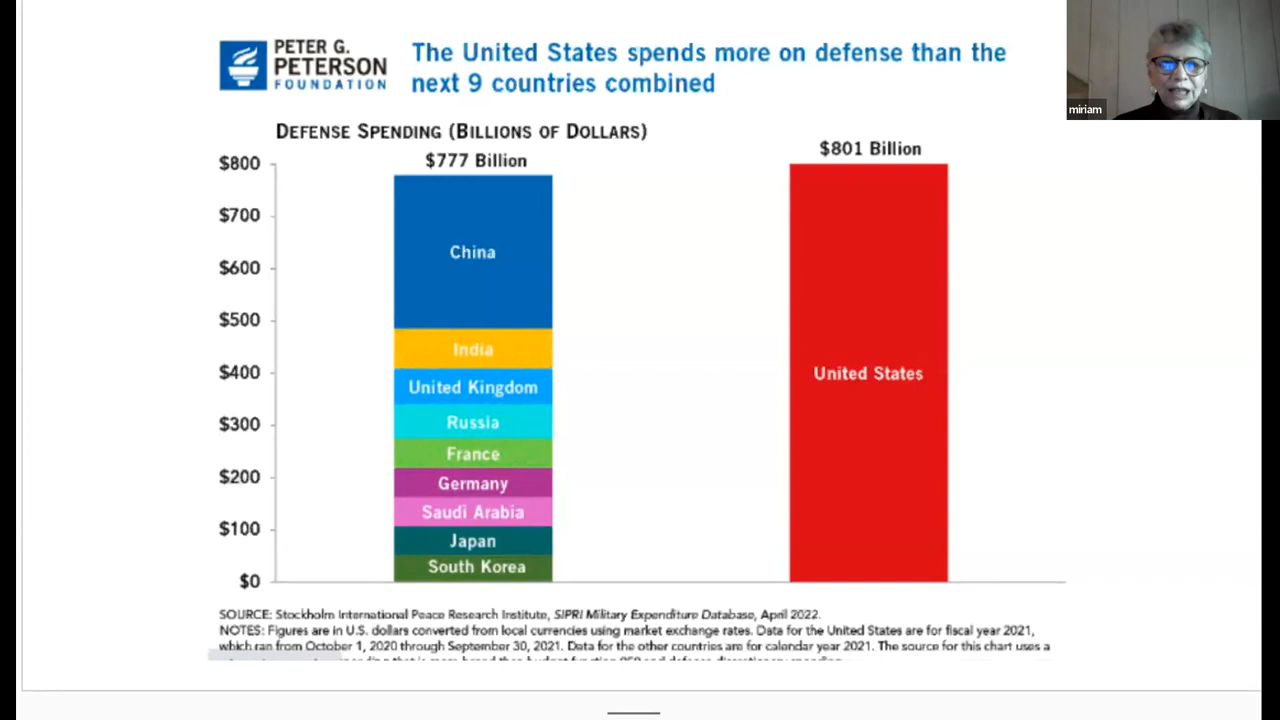 PETER G.
PETERSON
FOUNDATION
The United States spends more on defense than the
next 9 countries combined
miriam
DEFENSE SPENDING (BILLIONS OF DOLLARS)
$777 Billion
$801 Billion
$800
$700
$600
$500
$400
$300
$200
$100
$0
China
India
United Kingdom
Russia
France
Germany
Saudi Arabia
Japan
South Korea
United States
SOURCE: Stockholm International Peace Research Institute, SIPRI Military Expenditure Database, April 2022.
NOTES: Figures are in U.S. dollars converted from local currencies using market exchange rates. Data for the United States are for fiscal year 2021,
which ran from October 1, 2020 through September 30, 2021. Data for the other countries are for calendar year 2021. The source for this chart uses a